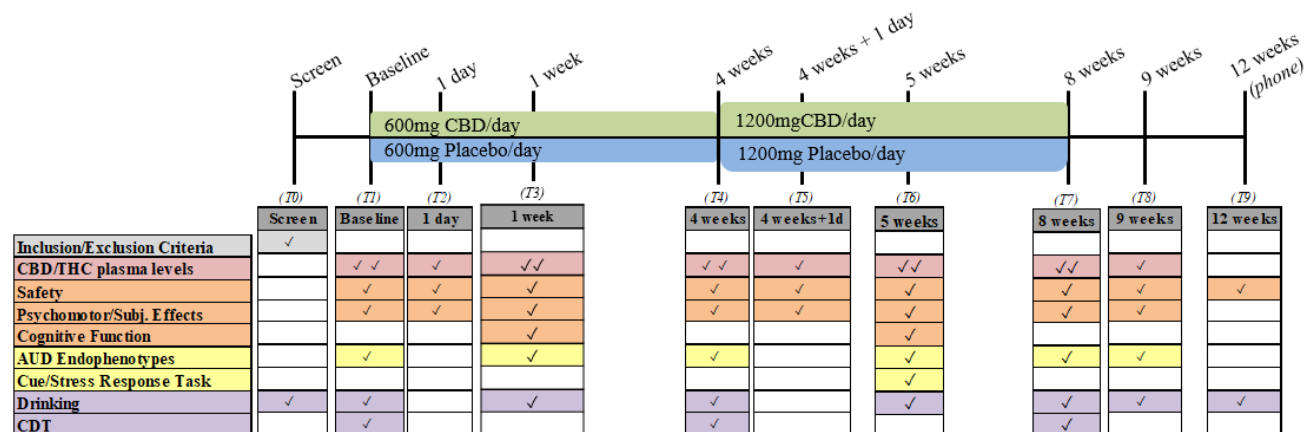 Screen Baseline 1 day 1 week 4 weeks 4 weeks + 1 day 5 weeks 8 weeks 9 weeks 12 weeks
(phone)
600mg CBD/day 1200mgCBD/day
600mg Placebo/day 1200mg Placebo/day
(T0) (T1) (T2) (T3) (T4) (T5) (T6) (T7) (T8) (T9)
Screen Baseline 1 day 1 week 4 weeks 4 weeks+1d 5 weeks 8 weeks 9 weeks 12 weeks
Inclusion/Exclusion Criteria ✓
CBD/THC plasma levels ✓ ✓ ✓ ✓✓ ✓ ✓ ✓ ✓✓ ✓✓ ✓
Safety ✓ ✓ ✓ ✓ ✓ ✓ ✓ ✓ ✓
Psychomotor/Subj. Effects ✓ ✓ ✓ ✓ ✓ ✓ ✓ ✓
Cognitive Function ✓ ✓
AUD Endophenotypes ✓ ✓ ✓ ✓ ✓ ✓
Cue/Stress Response Task ✓
Drinking ✓ ✓ ✓ ✓ ✓ ✓ ✓ ✓
CDT ✓ ✓ ✓